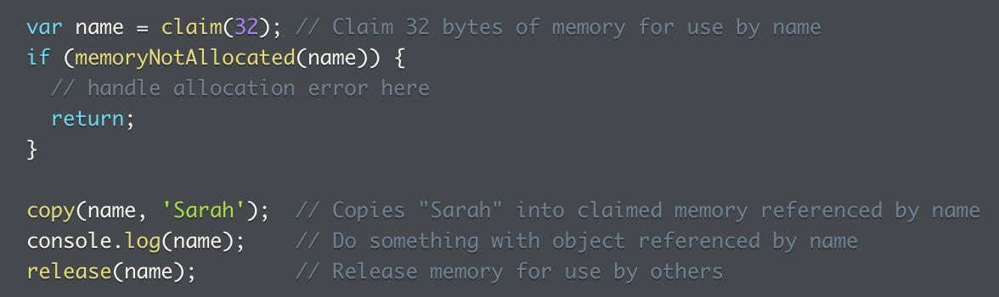 var name = claim(32); // Claim 32 bytes of memory for use by name
if (memoryNotAllocated(name)) {
  // handle allocation error here
  return;
}

copy(name, 'Sarah');  // Copies "Sarah" into claimed memory referenced by name
console.log(name);    // Do something with object referenced by name
release(name);        // Release memory for use by others